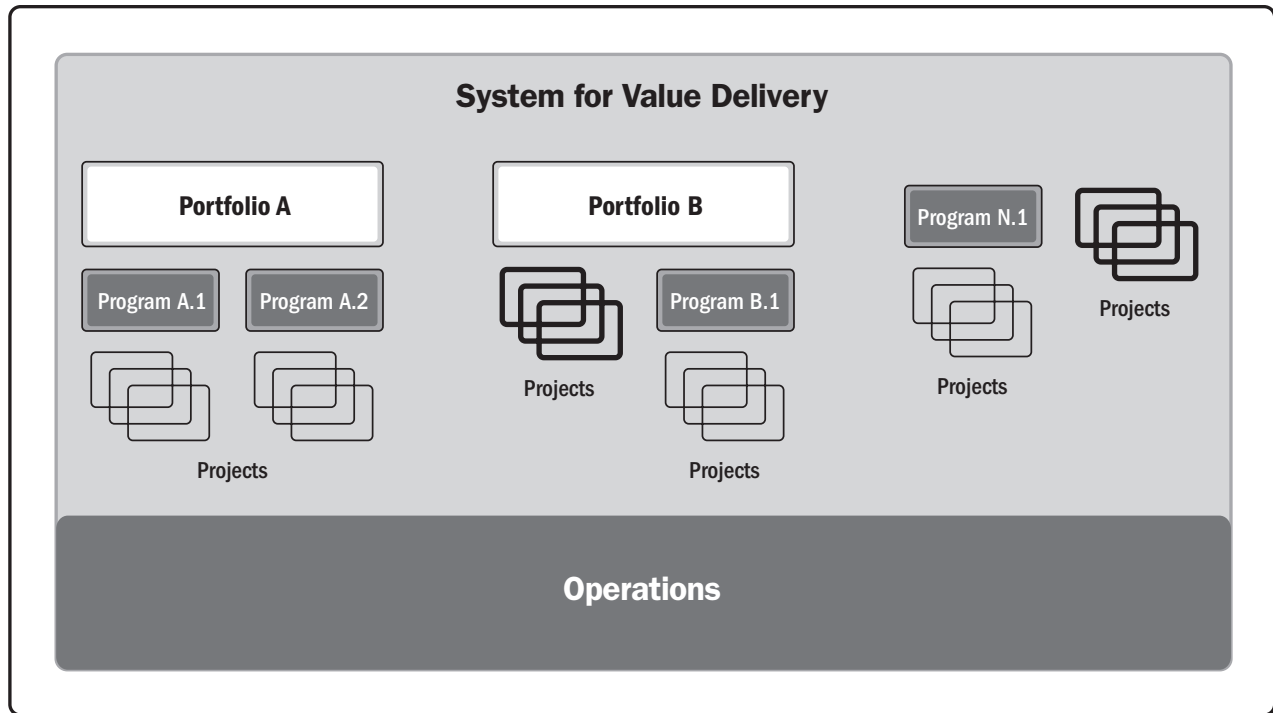 System for Value Delivery
Portfolio A
Portfolio B
Program N.1
Projects
Program A.1
Program A.2
Program B.1
Projects
Projects
Projects
Projects
Operations